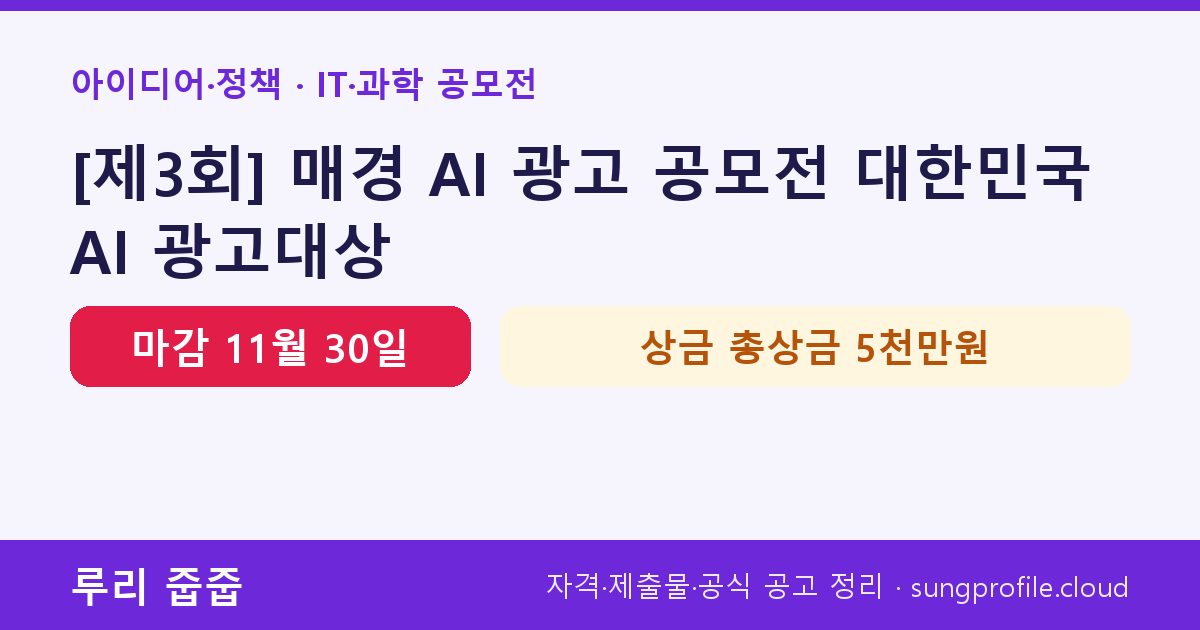 아이디어·정책 · IT·과학 공모전
[제3회] 매경 AI 광고 공모전 대한민국
AI 광고대상
마감 11월 30일
상금 총상금 5천만원
루리 줍줍
자격·제출물·공식 공고 정리 · sungprofile.cloud